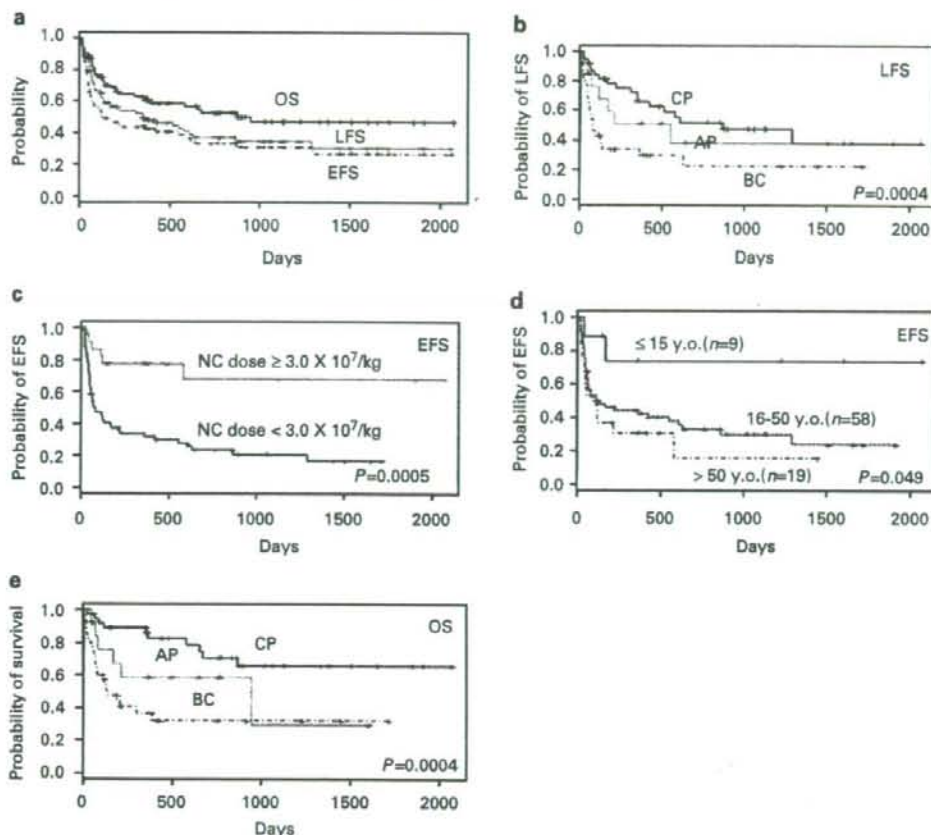 a
Probability
1.0
0.8
0.6
0.4
0.2
0.0
OS
LFS
EFS
0 500 1000 1500 2000
Days
b
Probability of LFS
1.0
0.8
0.6
0.4
0.2
0.0
LFS
CP
AP
BC
P=0.0004
0 500 1000 1500 2000
Days
c
Probability of EFS
1.0
0.8
0.6
0.4
0.2
0.0
EFS
NC dose ≥ 3.0 X 10⁷/kg
NC dose < 3.0 X 10⁷/kg
P=0.0005
0 500 1000 1500 2000
Days
d
Probability of EFS
1.0
0.8
0.6
0.4
0.2
0.0
EFS
≤ 15 y.o.(n=9)
16-50 y.o.(n=58)
> 50 y.o.(n=19)
P=0.049
0 500 1000 1500 2000
Days
e
Probability of survival
1.0
0.8
0.6
0.4
0.2
0.0
OS
CP
AP
BC
P=0.0004
0 500 1000 1500 2000
Days